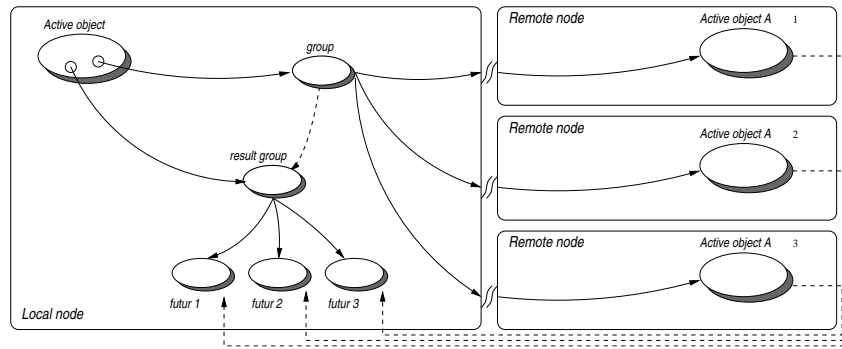 Active object
group
result group
futur 1
futur 2
futur 3
Local node
Remote node
Active object A 1
Remote node
Active object A 2
Remote node
Active object A 3